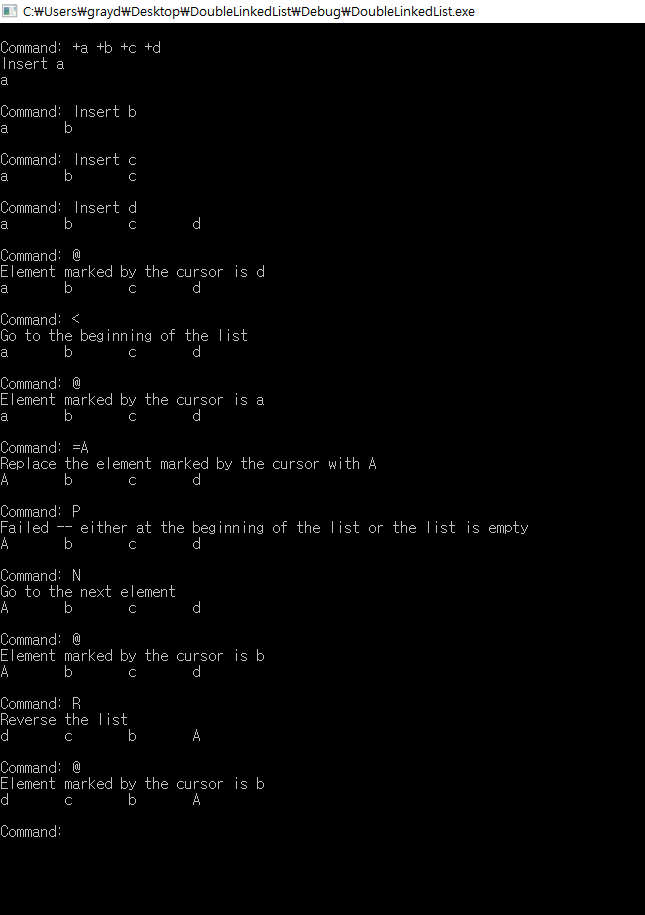 C:₩Users₩grayd₩Desktop₩DoubleLinkedList₩Debug₩DoubleLinkedList.exe
Command: +a +b +c +d
Insert a
a
Command: Insert b
a b
Command: Insert c
a b c
Command: Insert d
a b c d
Command: @
Element marked by the cursor is d
a b c d
Command: <
Go to the beginning of the list
a b c d
Command: @
Element marked by the cursor is a
a b c d
Command: =A
Replace the element marked by the cursor with A
A b c d
Command: P
Failed -- either at the beginning of the list or the list is empty
A b c d
Command: N
Go to the next element
A b c d
Command: @
Element marked by the cursor is b
A b c d
Command: R
Reverse the list
d c b A
Command: @
Element marked by the cursor is b
d c b A
Command: